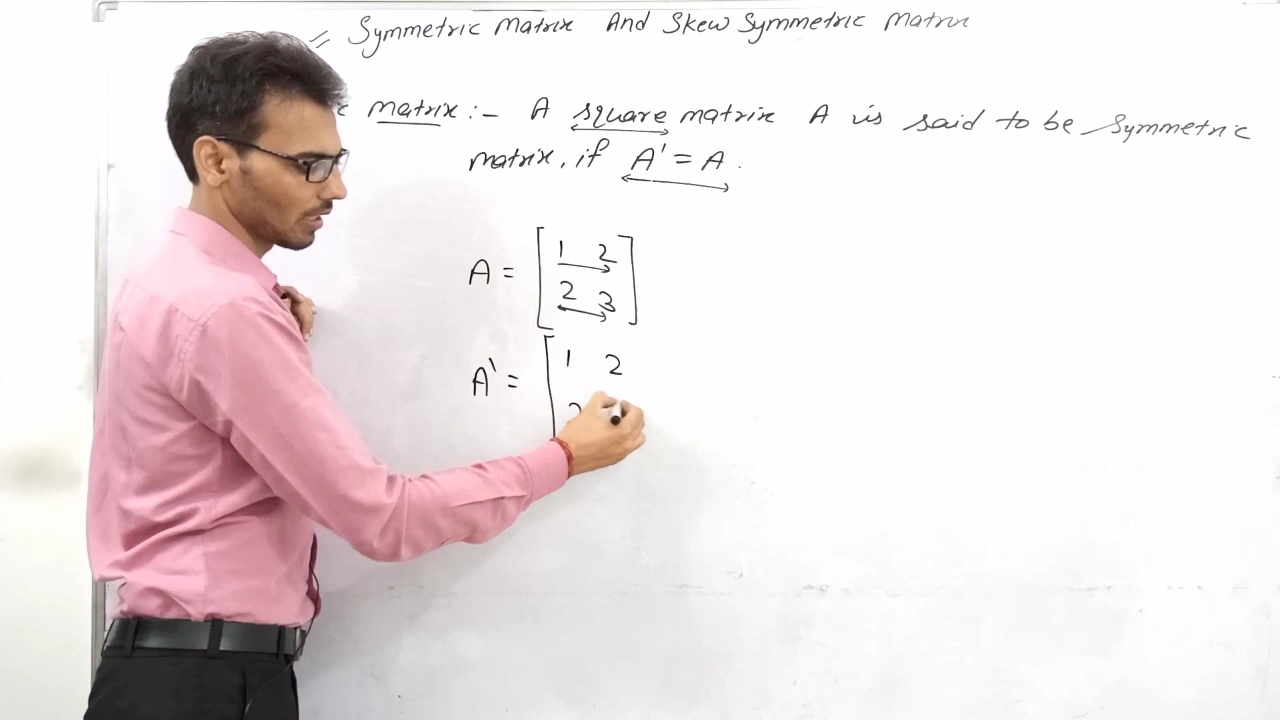 = Symmetric Matrix And Skew Symmetric Matrix
c matrix :- A square matrix A is said to be Symmetric
matrix, if A' = A.
A = [ 1 2
2 3 ]
A' = [ 1 2
2